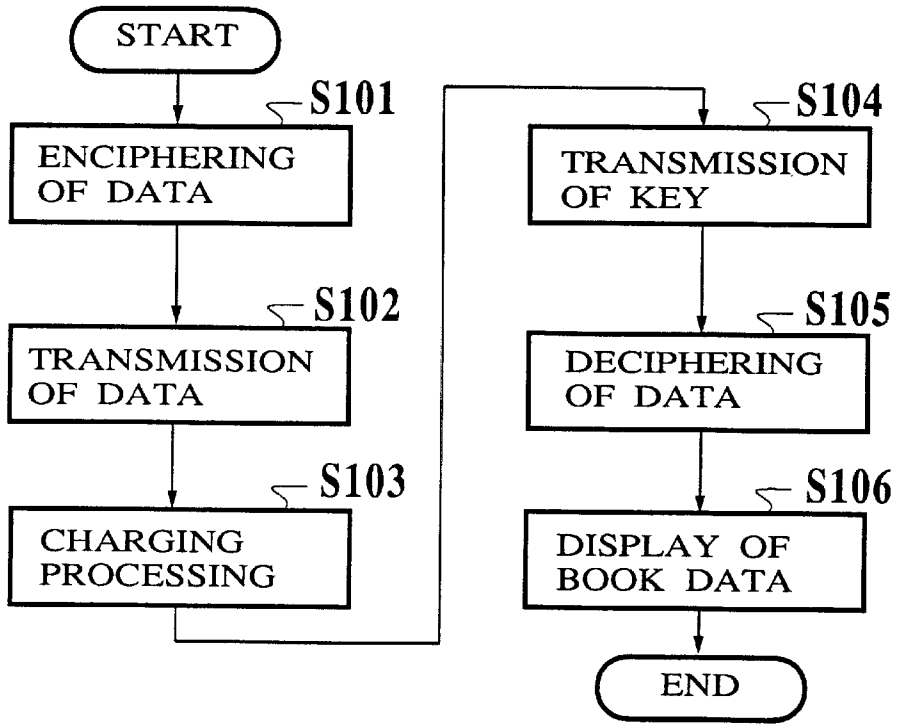 START
S101
ENCIPHERING
OF DATA
S102
TRANSMISSION
OF DATA
S103
CHARGING
PROCESSING
S104
TRANSMISSION
OF KEY
S105
DECIPHERING
OF DATA
S106
DISPLAY OF
BOOK DATA
END